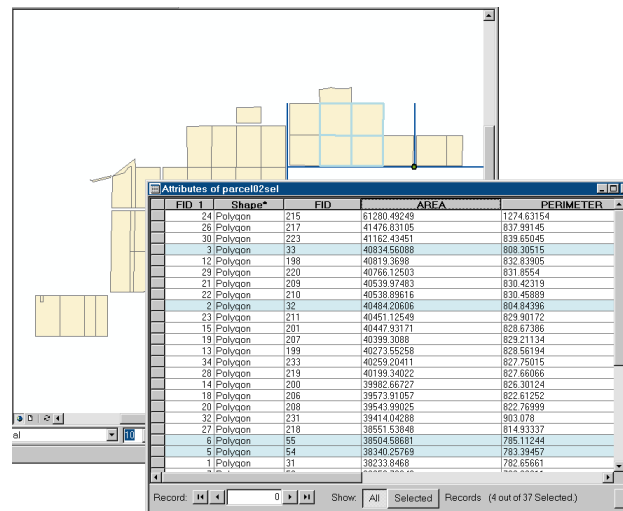 Attributes of parcel02sel
FID_1 Shape* FID AREA PERIMETER
24 Polygon 215 61280.49249 1274.63154
26 Polygon 217 41476.83105 837.99145
30 Polygon 223 41162.43451 839.65045
3 Polygon 33 40834.56088 808.30515
12 Polygon 198 40819.3698 832.83905
29 Polygon 220 40766.12503 831.8554
21 Polygon 209 40539.97483 830.42319
22 Polygon 210 40538.89616 830.45889
2 Polygon 32 40484.20606 804.84396
23 Polygon 211 40451.12549 829.90172
15 Polygon 201 40447.93171 828.67386
19 Polygon 207 40399.3088 829.21134
13 Polygon 199 40273.55258 828.56194
34 Polygon 233 40259.20411 827.75015
28 Polygon 219 40199.34022 827.66066
14 Polygon 200 39982.66727 826.30124
18 Polygon 206 39573.91057 822.61252
20 Polygon 208 39543.99025 822.76999
32 Polygon 231 39414.04288 903.078
27 Polygon 218 38551.53848 814.93337
6 Polygon 55 38504.58681 785.11244
5 Polygon 54 38340.25769 783.39457
1 Polygon 31 38233.8468 782.65661
el 10
Record: 0 Show: All Selected Records (4 out of 37 Selected.)